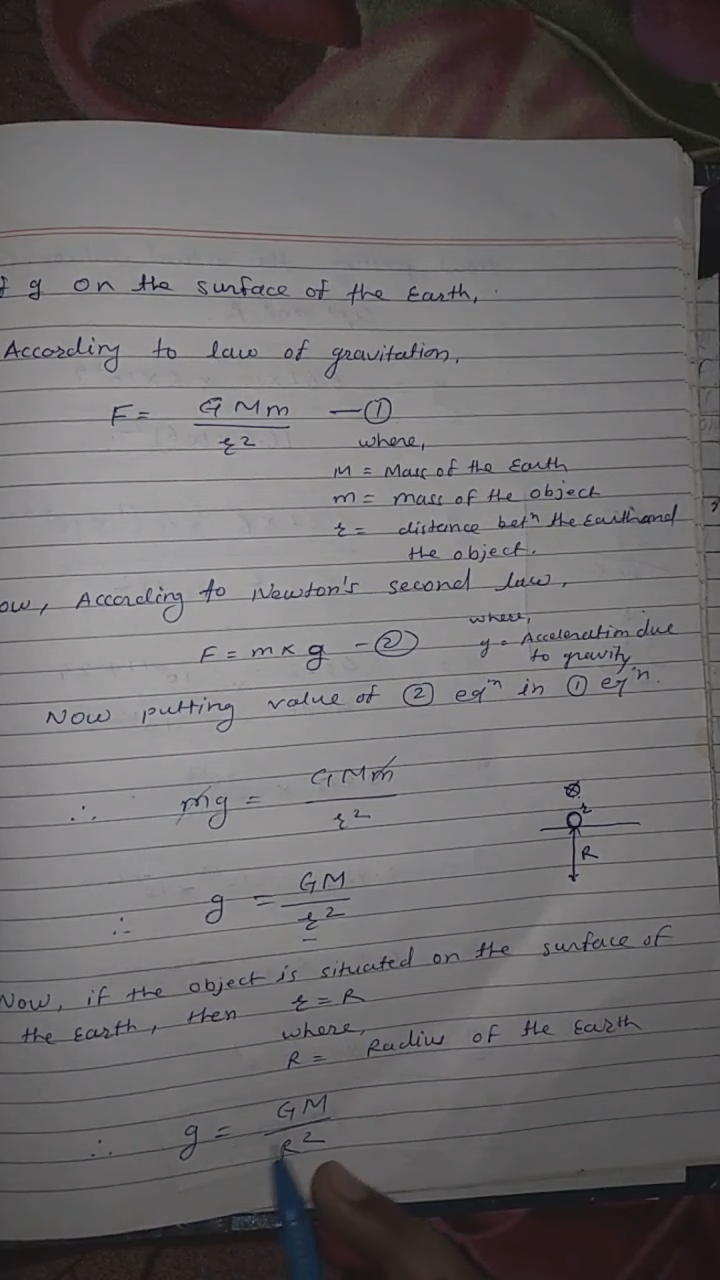 g on the surface of the Earth,
According to law of gravitation,
F = GMm/r² — ①
where,
M = Mass of the Earth
m = mass of the object
r = distance betⁿ the Earth and
the object.
ow, According to Newton's second law,
F = m x g – ②
where,
g = Acceleration due
to gravity
Now putting value of ② eqⁿ in ① eqⁿ.
∴ mg = GMm/r²
r
R
∴ g = GM/r²
Now, if the object is situated on the surface of
the Earth, then r = R
where,
R = Radius of the Earth
∴ g = GM/R²